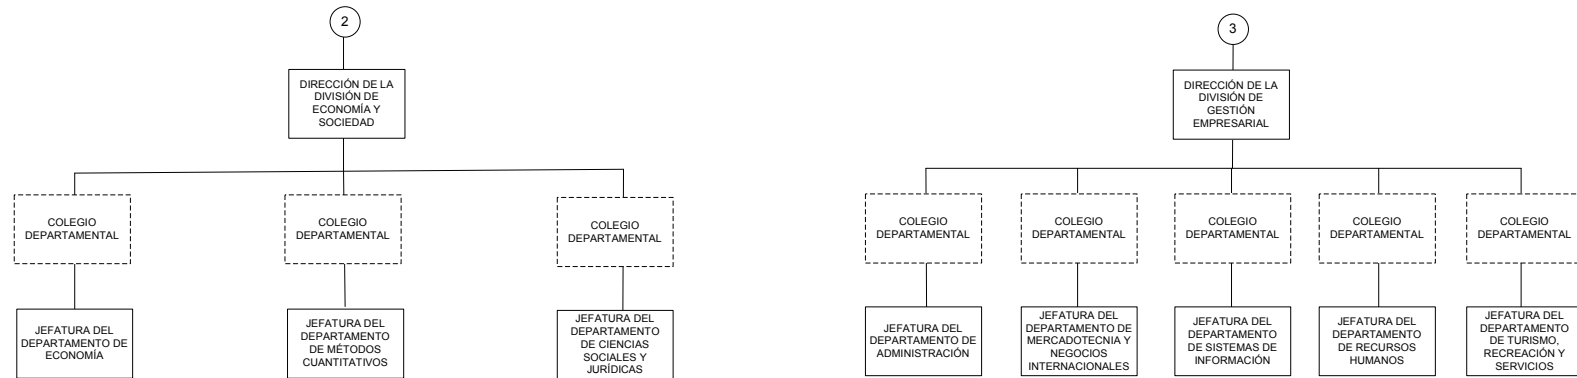 2
DIRECCIÓN DE LA
DIVISIÓN DE
ECONOMÍA Y
SOCIEDAD
COLEGIO
DEPARTAMENTAL
COLEGIO
DEPARTAMENTAL
COLEGIO
DEPARTAMENTAL
JEFATURA DEL
DEPARTAMENTO DE
ECONOMÍA
JEFATURA DEL
DEPARTAMENTO
DE MÉTODOS
CUANTITATIVOS
JEFATURA DEL
DEPARTAMENTO
DE CIENCIAS
SOCIALES Y
JURÍDICAS
3
DIRECCIÓN DE LA
DIVISIÓN DE
GESTIÓN
EMPRESARIAL
COLEGIO
DEPARTAMENTAL
COLEGIO
DEPARTAMENTAL
COLEGIO
DEPARTAMENTAL
COLEGIO
DEPARTAMENTAL
COLEGIO
DEPARTAMENTAL
JEFATURA DEL
DEPARTAMENTO DE
ADMINISTRACIÓN
JEFATURA DEL
DEPARTAMENTO DE
MERCADOTECNIA Y
NEGOCIOS
INTERNACIONALES
JEFATURA DEL
DEPARTAMENTO
DE SISTEMAS DE
INFORMACIÓN
JEFATURA DEL
DEPARTAMENTO
DE RECURSOS
HUMANOS
JEFATURA DEL
DEPARTAMENTO
DE TURISMO,
RECREACIÓN Y
SERVICIOS